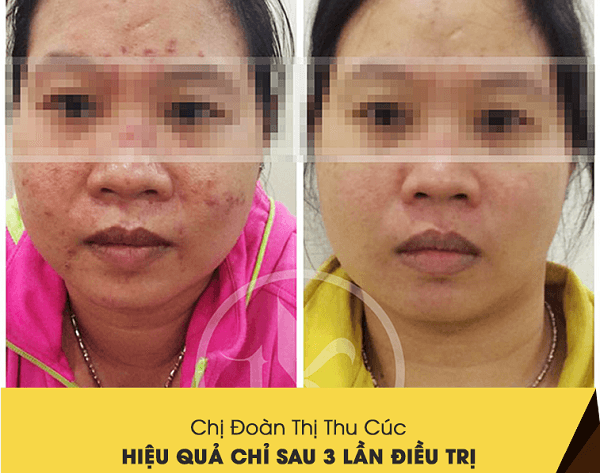 Chị Đoàn Thị Thu Cúc
HIỆU QUẢ CHỈ SAU 3 LẦN ĐIỀU TRỊ